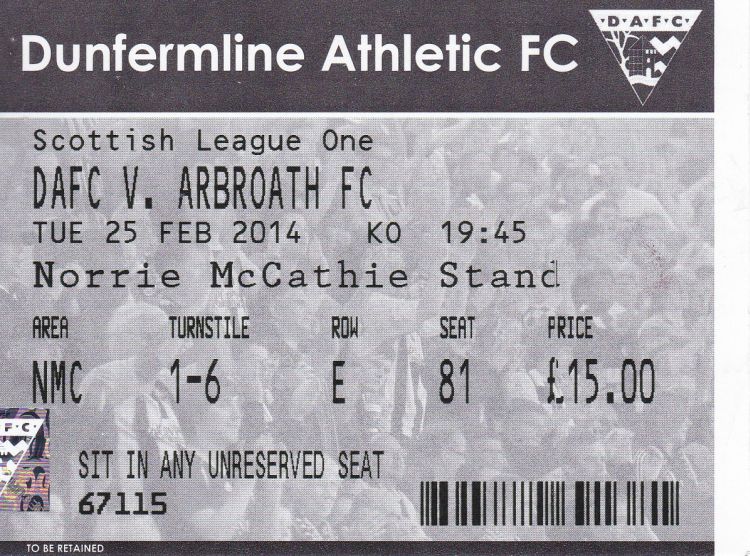 Dunfermline Athletic FC
D·A·F·C
Scottish League One
DAFC V. ARBROATH FC
TUE 25 FEB 2014 KO 19:45
Norrie McCathie Stand
AREA TURNSTILE ROW SEAT PRICE
NMC 1-6 E 81 £15.00
F·C
SIT IN ANY UNRESERVED SEAT
67115
TO BE RETAINED